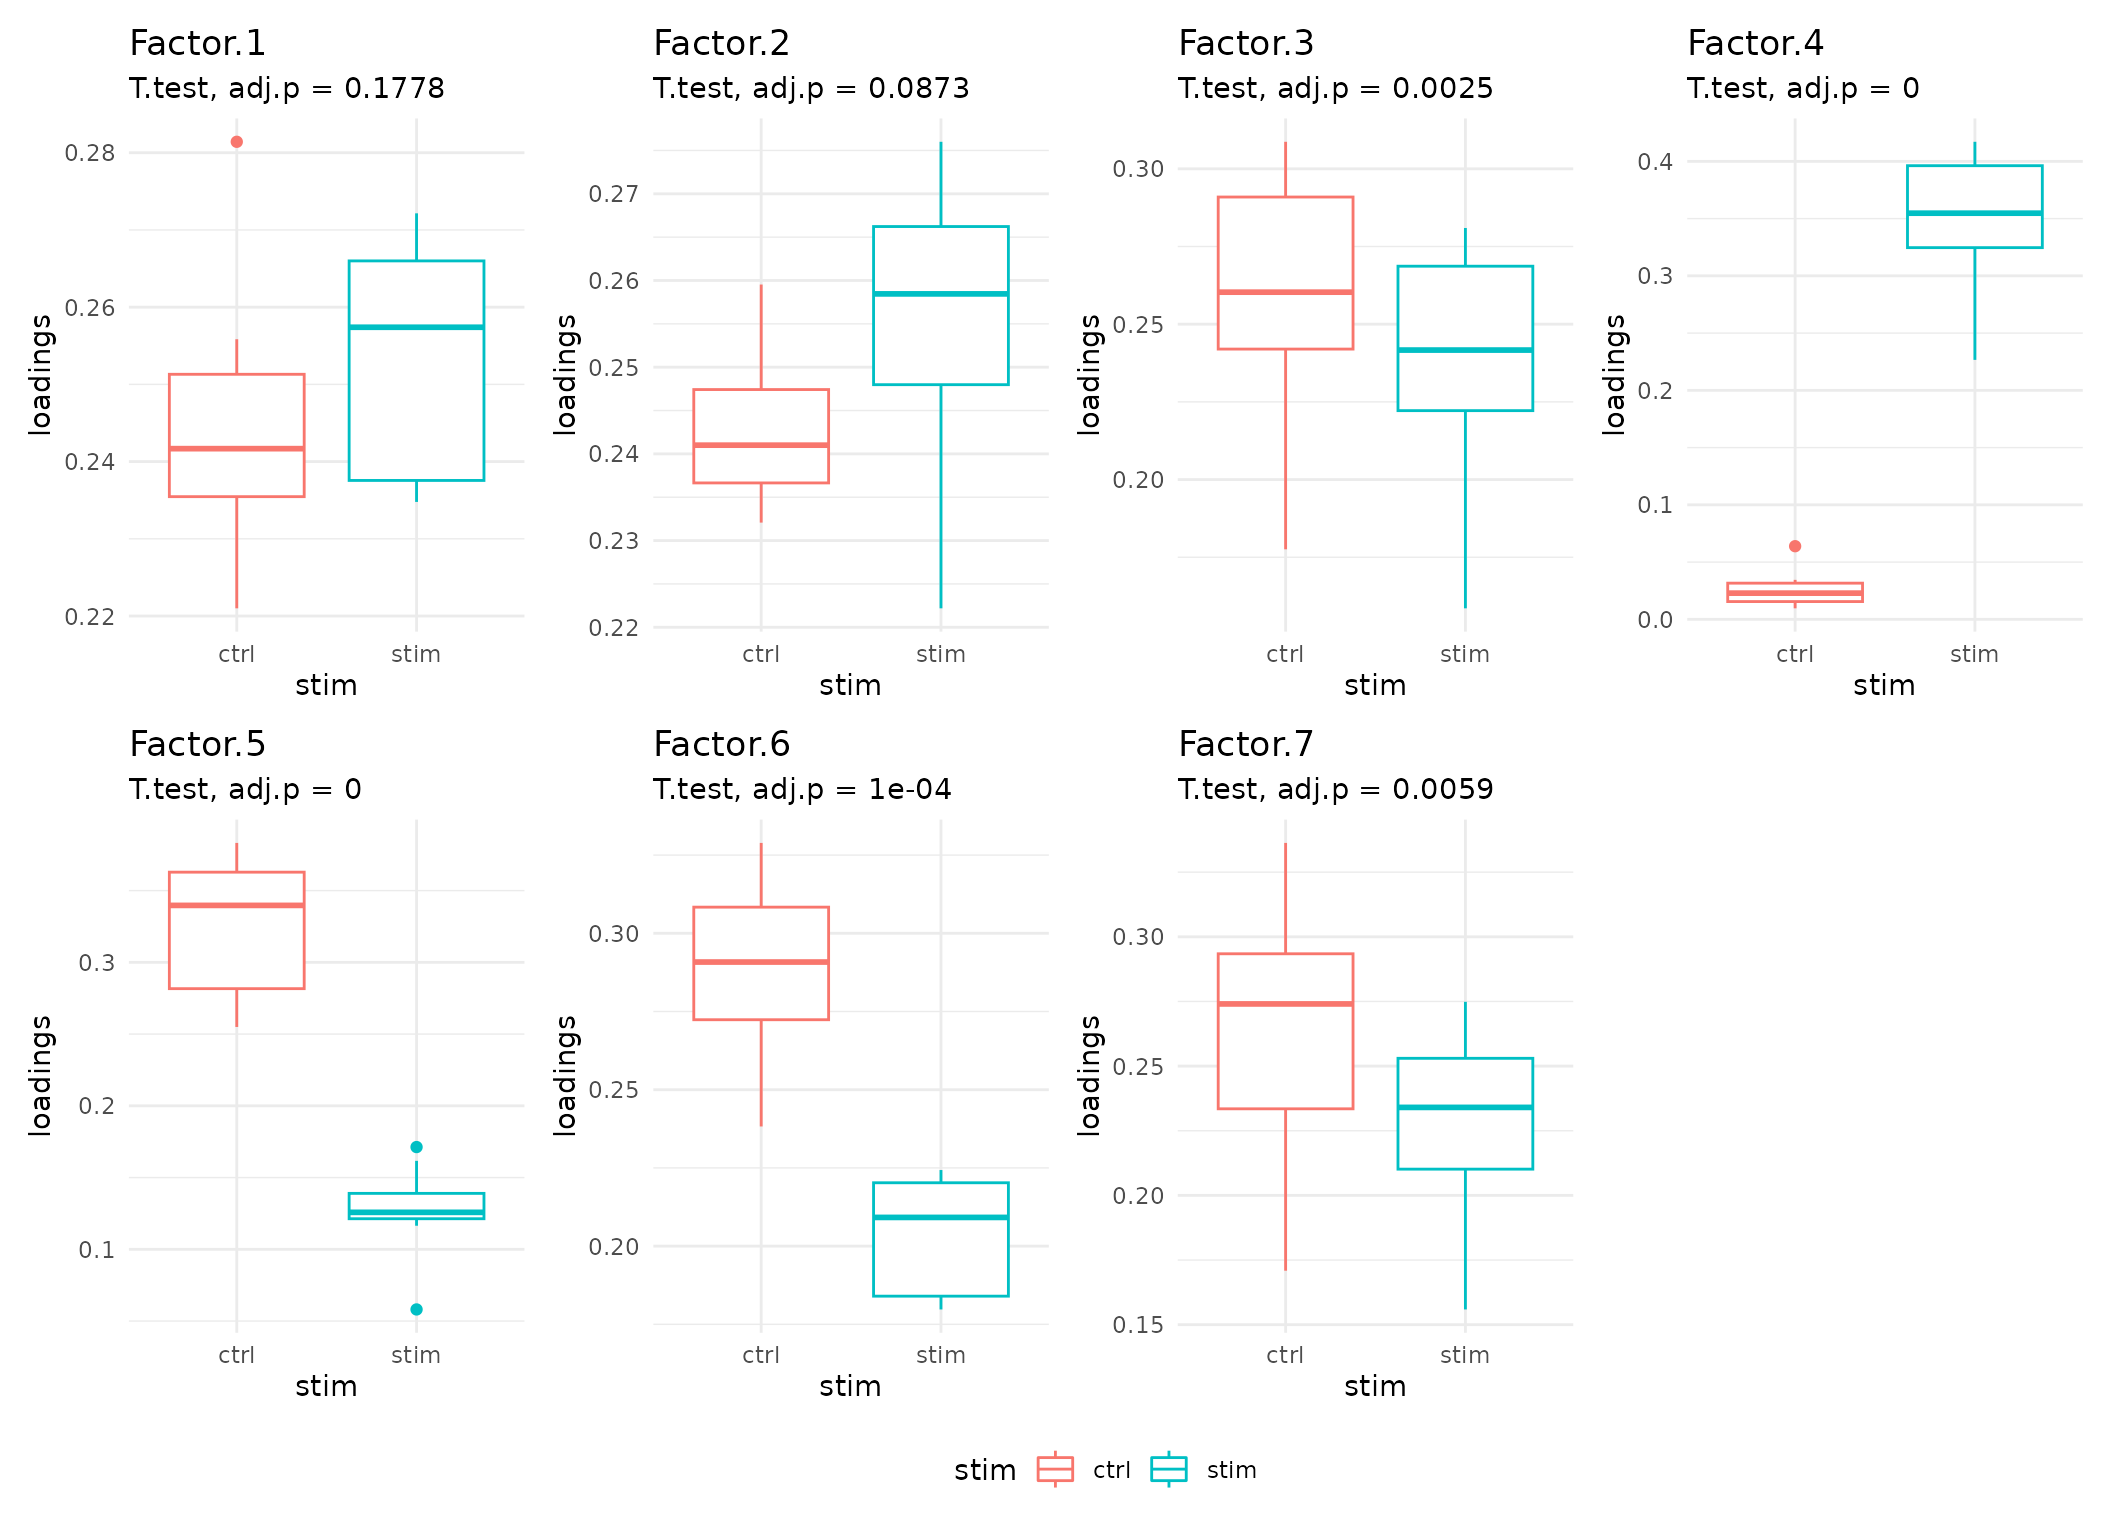 Factor.1
T.test, adj.p = 0.1778
loadings
0.28
0.26
0.24
0.22
ctrl
stim
stim
Factor.2
T.test, adj.p = 0.0873
loadings
0.27
0.26
0.25
0.24
0.23
0.22
ctrl
stim
stim
Factor.3
T.test, adj.p = 0.0025
loadings
0.30
0.25
0.20
ctrl
stim
stim
Factor.4
T.test, adj.p = 0
loadings
0.4
0.3
0.2
0.1
0.0
ctrl
stim
stim
Factor.5
T.test, adj.p = 0
loadings
0.3
0.2
0.1
ctrl
stim
stim
Factor.6
T.test, adj.p = 1e-04
loadings
0.30
0.25
0.20
ctrl
stim
stim
Factor.7
T.test, adj.p = 0.0059
loadings
0.30
0.25
0.20
0.15
ctrl
stim
stim
stim ctrl stim